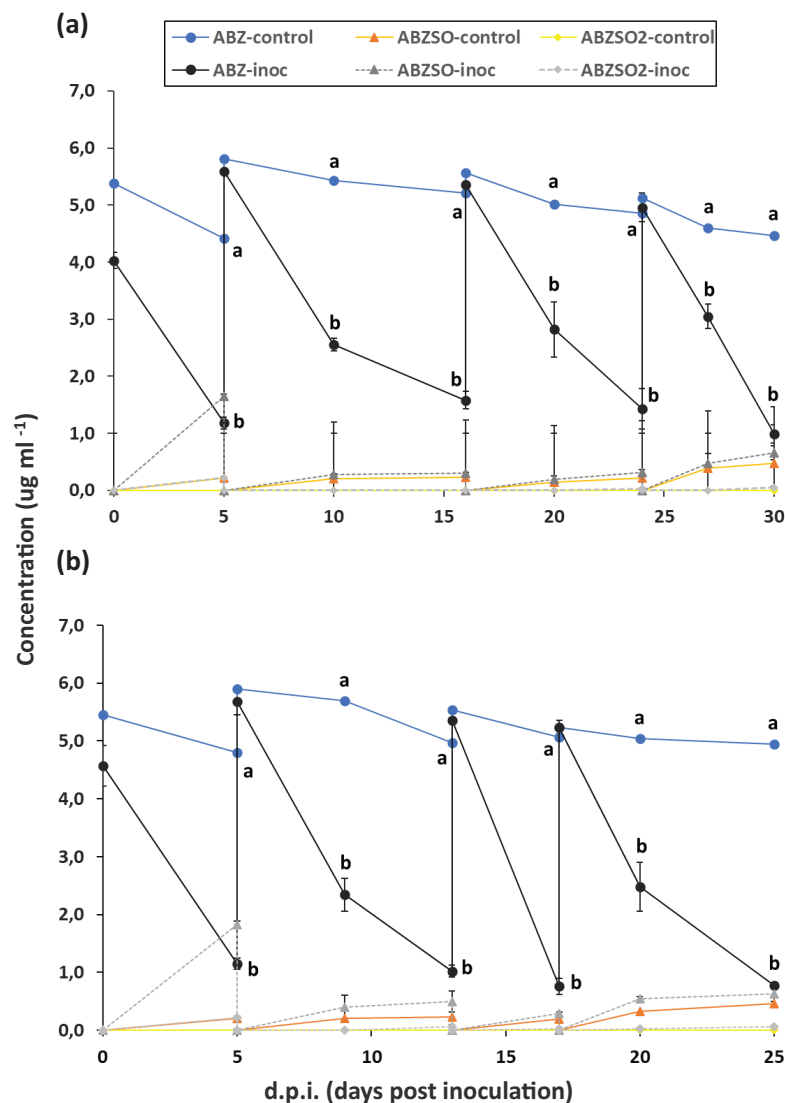 (a)
ABZ-control ABZSO-control ABZSO2-control
ABZ-inoc ABZSO-inoc ABZSO2-inoc
7,0
6,0
5,0
4,0
3,0
2,0
1,0
0,0
a
a
a
a
a
a
a
b
b
b
b
b
b
b
0 5 10 15 20 25 30
Concentration (ug ml -1)
(b)
7,0
6,0
5,0
4,0
3,0
2,0
1,0
0,0
a
a
a
a
a
a
b
b
b
b
b
b
0 5 10 15 20 25
d.p.i. (days post inoculation)